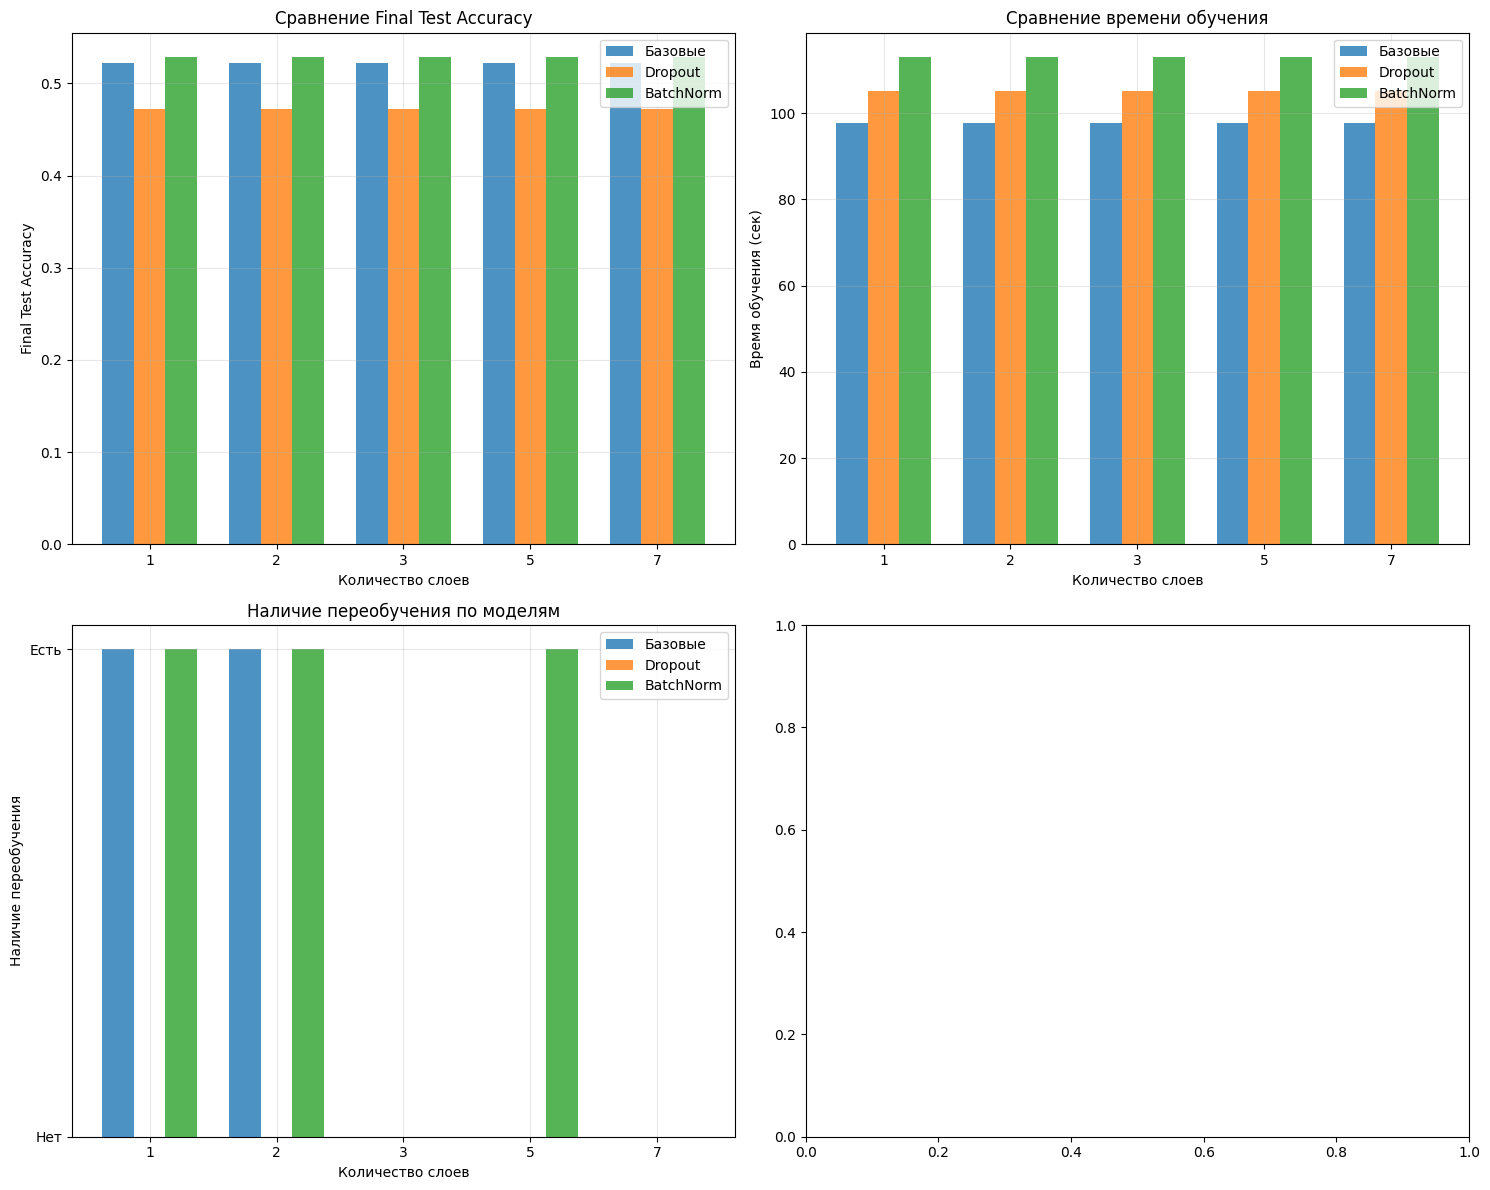 Сравнение Final Test Accuracy
Final Test Accuracy
0.5
0.4
0.3
0.2
0.1
0.0
Базовые
Dropout
BatchNorm
1 2 3 5 7
Количество слоев
Сравнение времени обучения
Время обучения (сек)
100
80
60
40
20
0
Базовые
Dropout
BatchNorm
1 2 3 5 7
Количество слоев
Наличие переобучения по моделям
Наличие переобучения
Есть
Нет
Базовые
Dropout
BatchNorm
1 2 3 5 7
Количество слоев
1.0
0.8
0.6
0.4
0.2
0.0
0.0 0.2 0.4 0.6 0.8 1.0